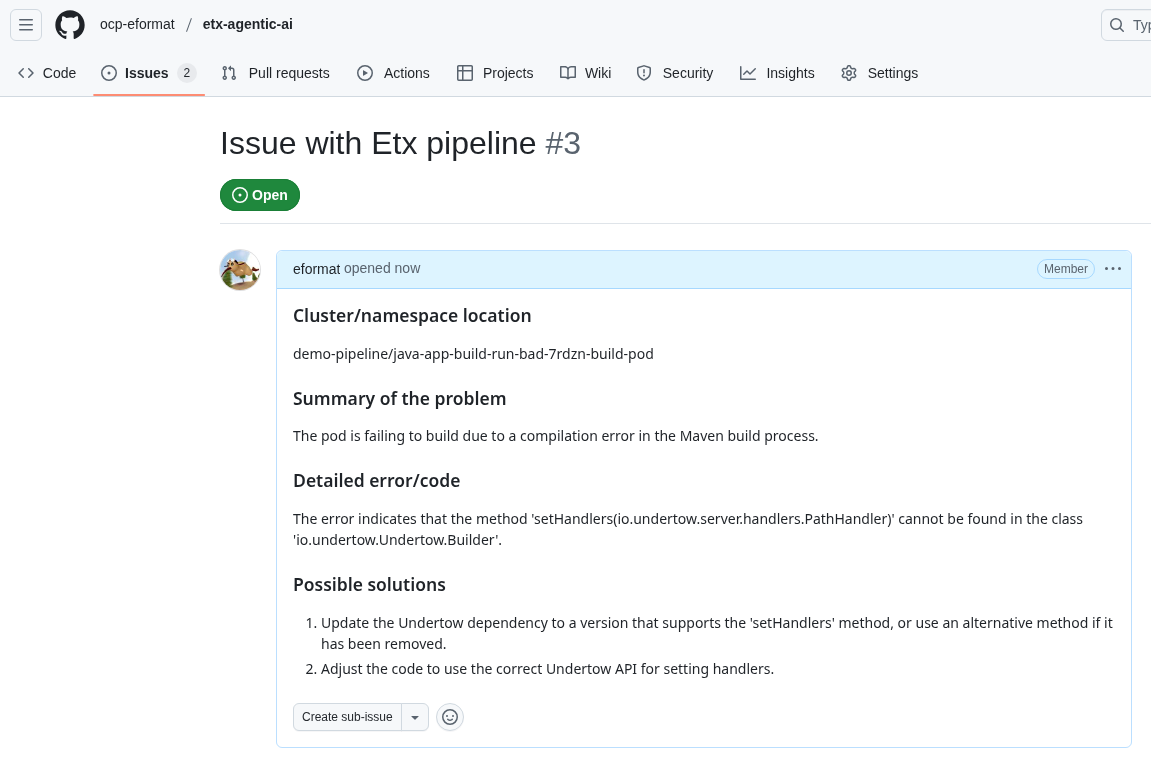 ocp-eformat / etx-agentic-ai
Typ
Code Issues 2 Pull requests Actions Projects Wiki Security Insights Settings
Issue with Etx pipeline #3
Open
eformat opened now Member
Cluster/namespace location
demo-pipeline/java-app-build-run-bad-7rdzn-build-pod
Summary of the problem
The pod is failing to build due to a compilation error in the Maven build process.
Detailed error/code
The error indicates that the method 'setHandlers(io.undertow.server.handlers.PathHandler)' cannot be found in the class
'io.undertow.Undertow.Builder'.
Possible solutions
1. Update the Undertow dependency to a version that supports the 'setHandlers' method, or use an alternative method if it
has been removed.
2. Adjust the code to use the correct Undertow API for setting handlers.
Create sub-issue